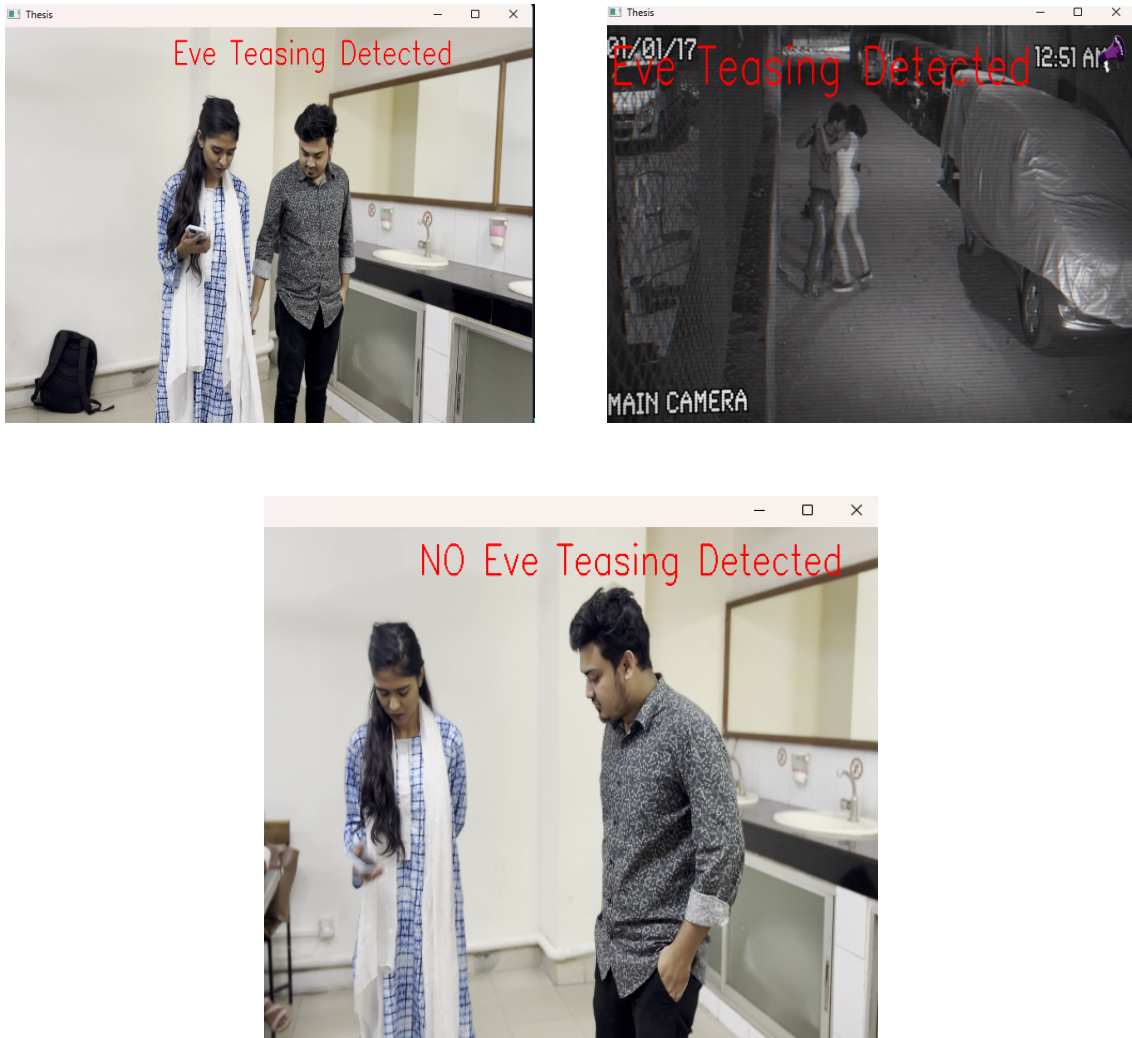 Thesis
Eve Teasing Detected
Thesis
01/01/17
12:51 AM
Eve Teasing Detected
MAIN CAMERA
NO Eve Teasing Detected